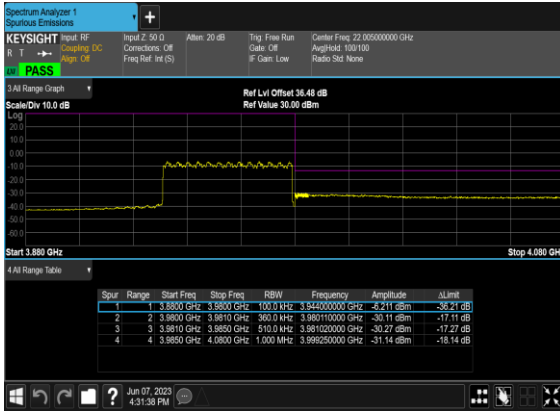 Spectrum Analyzer 1
Spurious Emissions
KEYSIGHT
R T
Input: RF
Coupling: DC
Align: Off
Input Z: 50 Ω
Corrections: Off
Freq Ref: Int (S)
Atten: 20 dB
Trig: Free Run
Gate: Off
IF Gain: Low
Center Freq: 22.005000000 GHz
Avg|Hold: 100/100
Radio Std: None
PASS
3 All Range Graph
Scale/Div 10.0 dB
Ref Lvl Offset 36.48 dB
Ref Value 30.00 dBm
Log
20.0
10.0
0.00
-10.0
-20.0
-30.0
-40.0
-50.0
-60.0
Start 3.880 GHz
Stop 4.080 GH
4 All Range Table
Spur Range Start Freq Stop Freq RBW Frequency Amplitude ΔLimit
1 1 3.8800 GHz 3.9800 GHz 100.0 kHz 3.944000000 GHz -6.211 dBm -36.21 dB
2 2 3.9800 GHz 3.9810 GHz 360.0 kHz 3.980110000 GHz -30.11 dBm -17.11 dB
3 3 3.9810 GHz 3.9850 GHz 510.0 kHz 3.981020000 GHz -30.27 dBm -17.27 dB
4 4 3.9850 GHz 4.0800 GHz 1.000 MHz 3.999250000 GHz -31.14 dBm -18.14 dB
?
Jun 07, 2023
4:31:38 PM